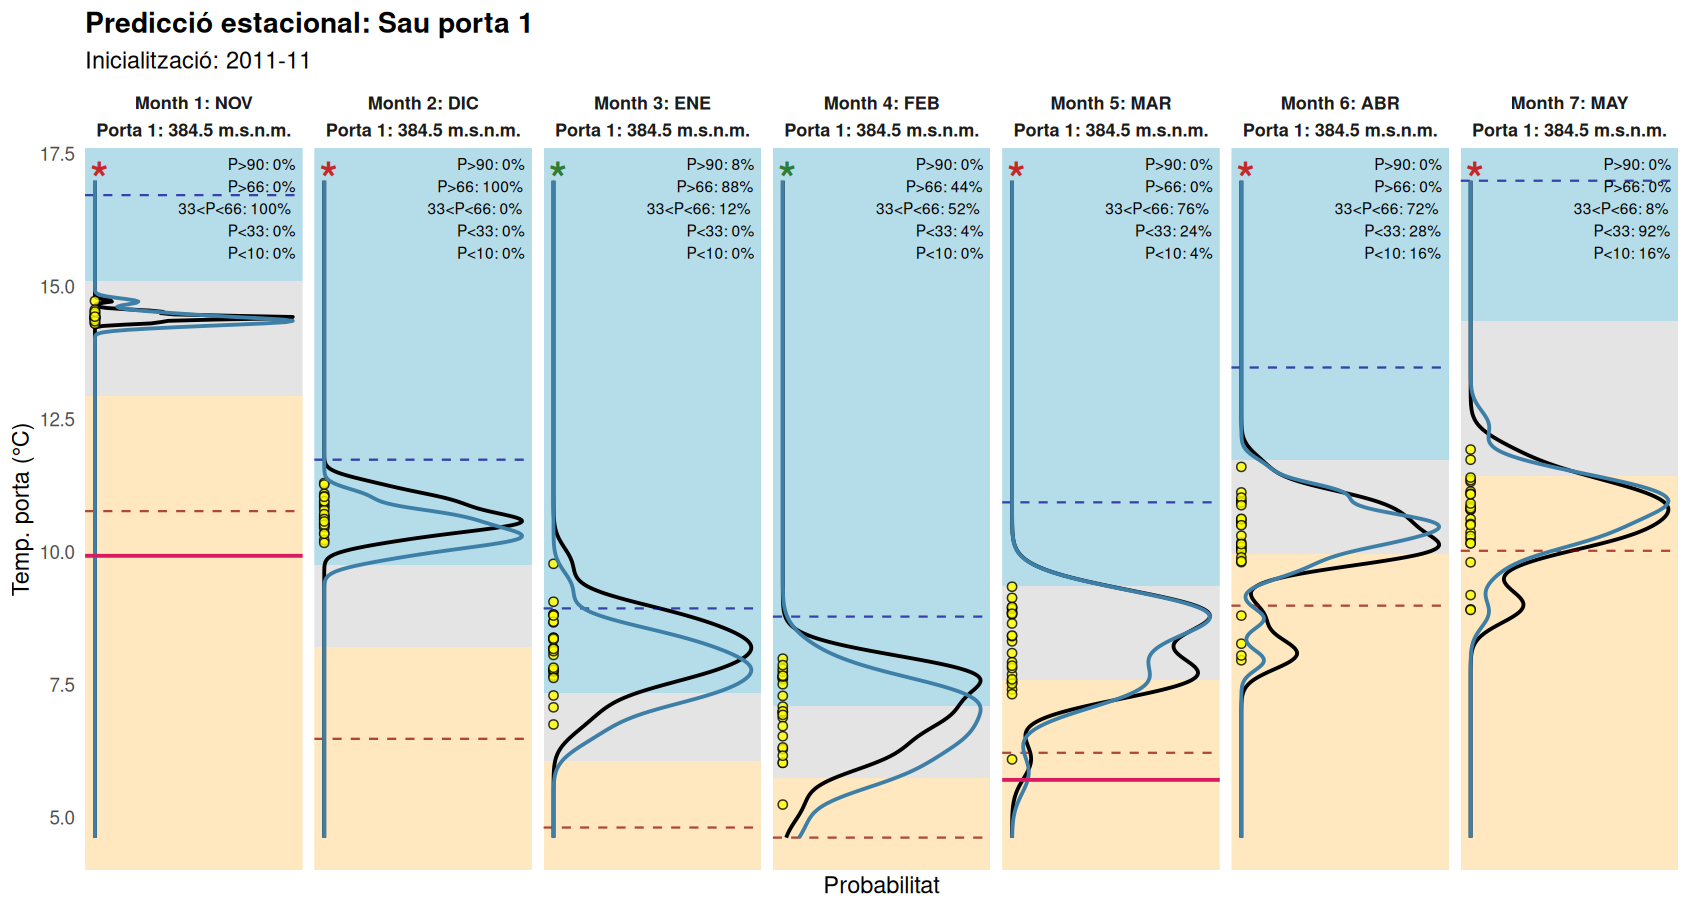 Predicció estacional: Sau porta 1
Inicialització: 2011-11
Month 1: NOV
Porta 1: 384.5 m.s.n.m.
Month 2: DIC
Porta 1: 384.5 m.s.n.m.
Month 3: ENE
Porta 1: 384.5 m.s.n.m.
Month 4: FEB
Porta 1: 384.5 m.s.n.m.
Month 5: MAR
Porta 1: 384.5 m.s.n.m.
Month 6: ABR
Porta 1: 384.5 m.s.n.m.
Month 7: MAY
Porta 1: 384.5 m.s.n.m.
Temp. porta (°C)
17.5
15.0
12.5
10.0
7.5
5.0
*
P>90: 0%
P>66: 0%
33<P<66: 100%
P<33: 0%
P<10: 0%
*
P>90: 0%
P>66: 100%
33<P<66: 0%
P<33: 0%
P<10: 0%
*
P>90: 8%
P>66: 88%
33<P<66: 12%
P<33: 0%
P<10: 0%
*
P>90: 0%
P>66: 44%
33<P<66: 52%
P<33: 4%
P<10: 0%
*
P>90: 0%
P>66: 0%
33<P<66: 76%
P<33: 24%
P<10: 4%
*
P>90: 0%
P>66: 0%
33<P<66: 72%
P<33: 28%
P<10: 16%
*
P>90: 0%
P>66: 0%
33<P<66: 8%
P<33: 92%
P<10: 16%
Probabilitat